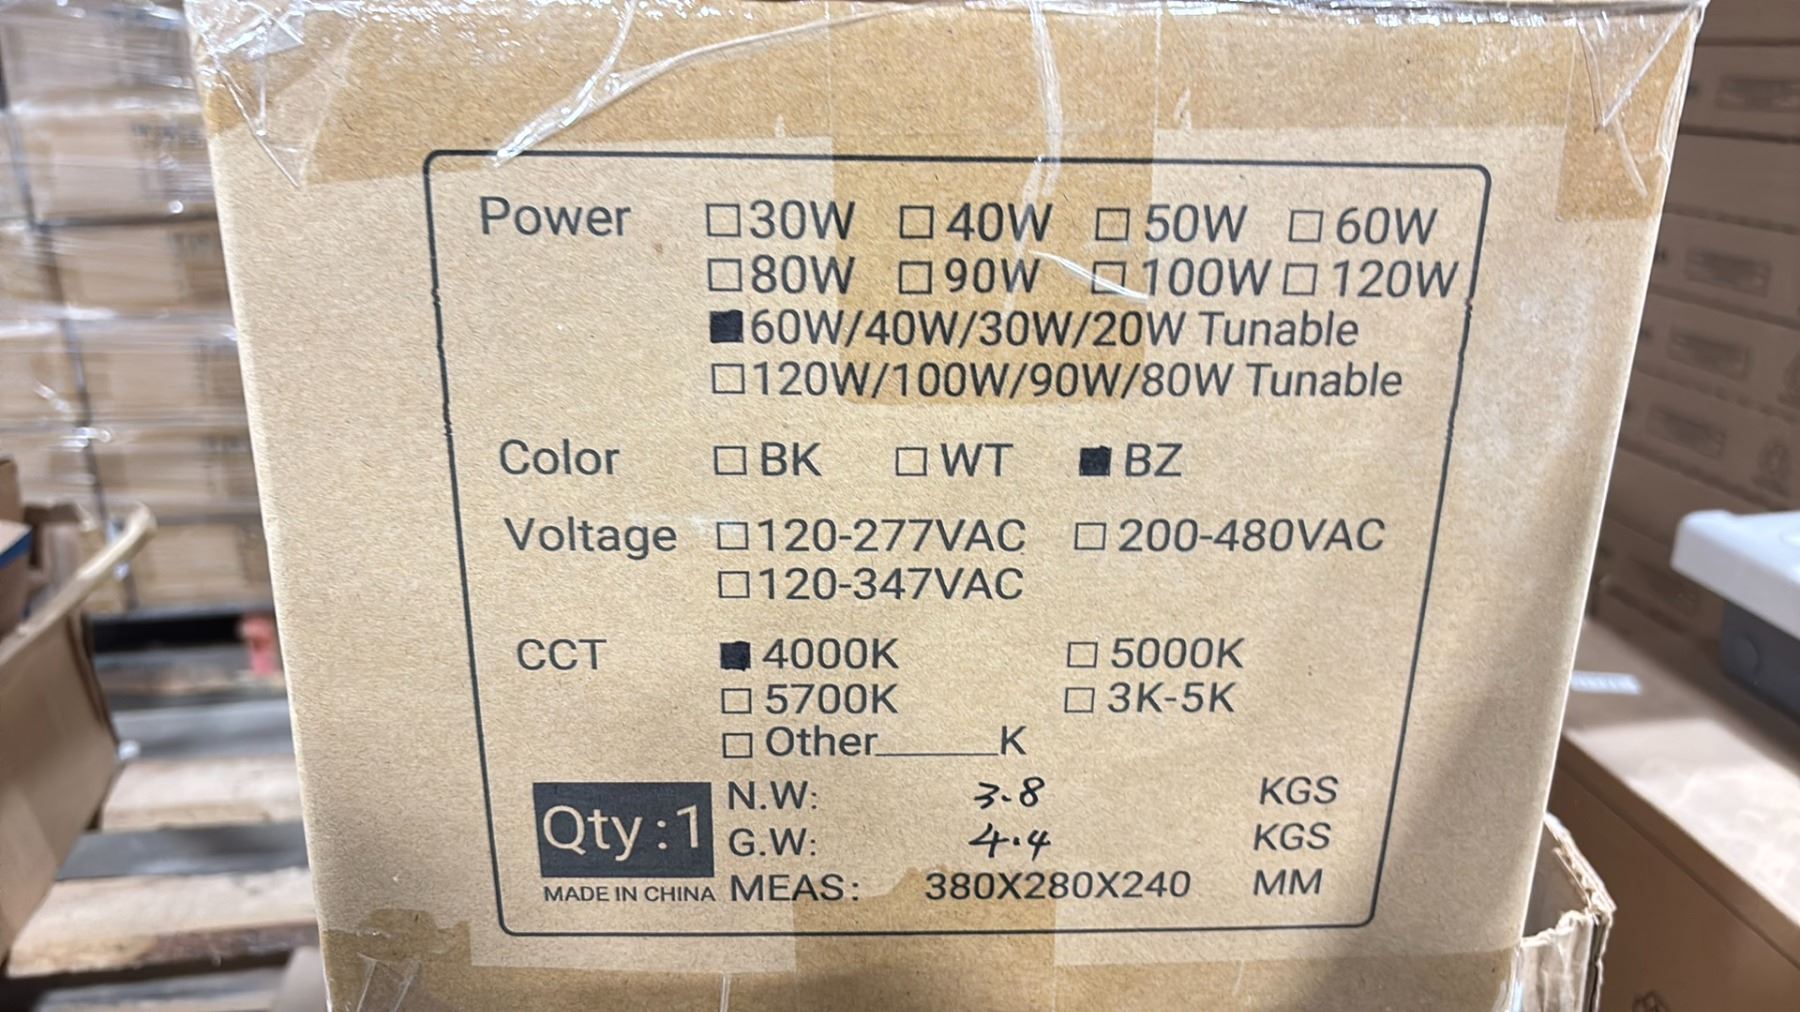 Power □30W □40W □50W □60W
□80W □90W □100W □120W
■60W/40W/30W/20W Tunable
□120W/100W/90W/80W Tunable
Color □BK □WT ■BZ
Voltage □120-277VAC □200-480VAC
□120-347VAC
CCT ■4000K □5000K
□5700K □3K-5K
□Other______K
Qty:1
N.W: 3.8 KGS
G.W: 4.4 KGS
MADE IN CHINA MEAS: 380X280X240 MM